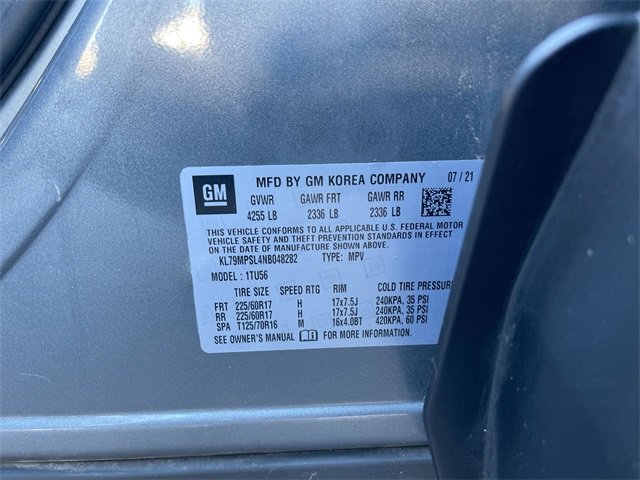 GM MFD BY GM KOREA COMPANY 07 / 21
GVWR GAWR FRT GAWR RR
4255 LB 2336 LB 2336 LB
THIS VEHICLE CONFORMS TO ALL APPLICABLE U.S. FEDERAL MOTOR
VEHICLE SAFETY AND THEFT PREVENTION STANDARDS IN EFFECT
ON THE DATE OF MANUFACTURE SHOWN ABOVE.
KL79MPSL4NB048282 TYPE: MPV
MODEL : 1TU56
TIRE SIZE SPEED RTG RIM COLD TIRE PRESSURE
FRT 225/60R17 H 17x7.5J 240KPA, 35 PSI
RR 225/60R17 H 17x7.5J 240KPA, 35 PSI
SPA T125/70R16 M 16x4.0BT 420KPA, 60 PSI
SEE OWNER'S MANUAL FOR MORE INFORMATION.